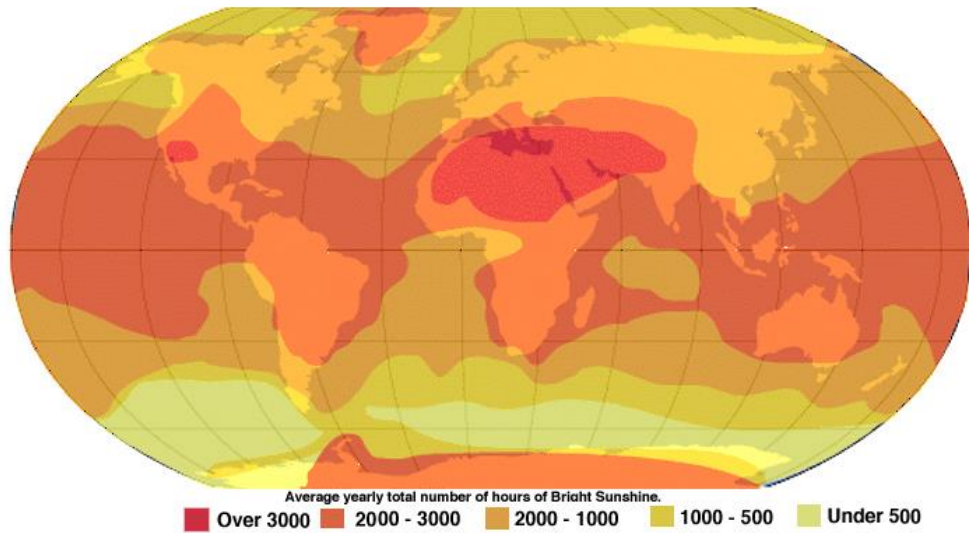 Average yearly total number of hours of Bright Sunshine.
Over 3000 2000 - 3000 2000 - 1000 1000 - 500 Under 500